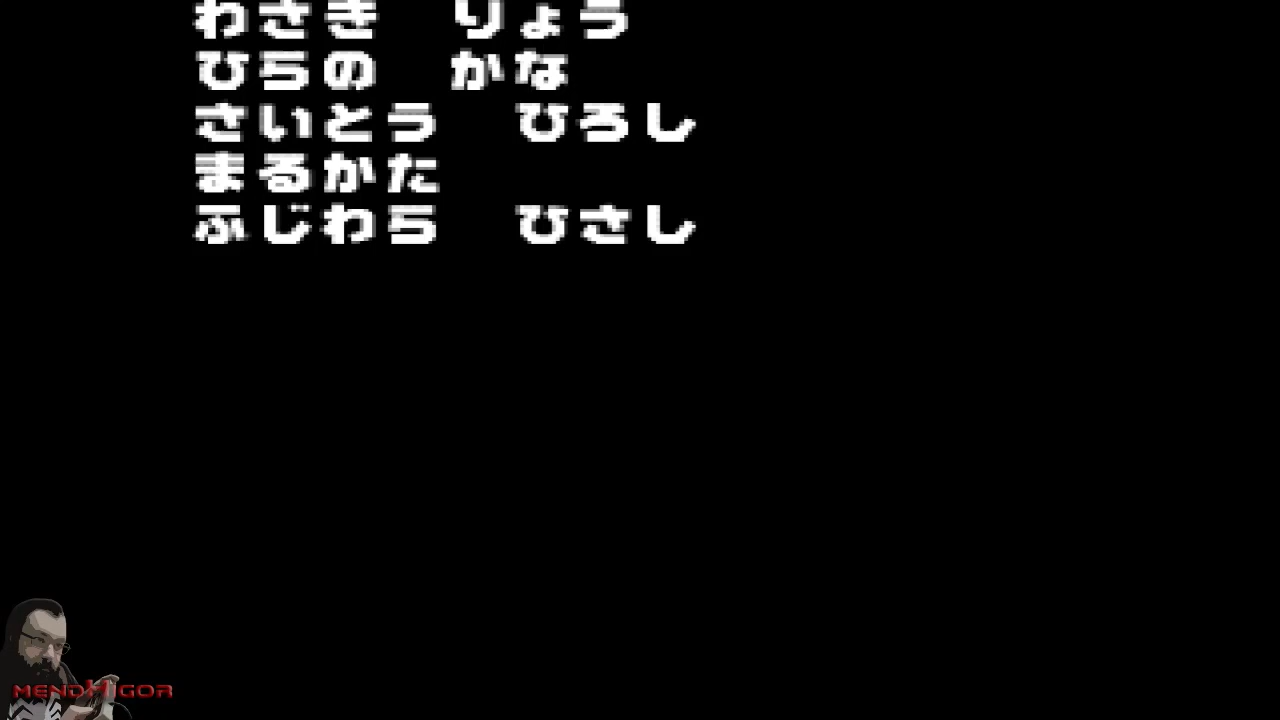 わさき りょう
ひらの かな
さいとう ひろし
まるかた
ふじわら ひさし
MENDHIGOR